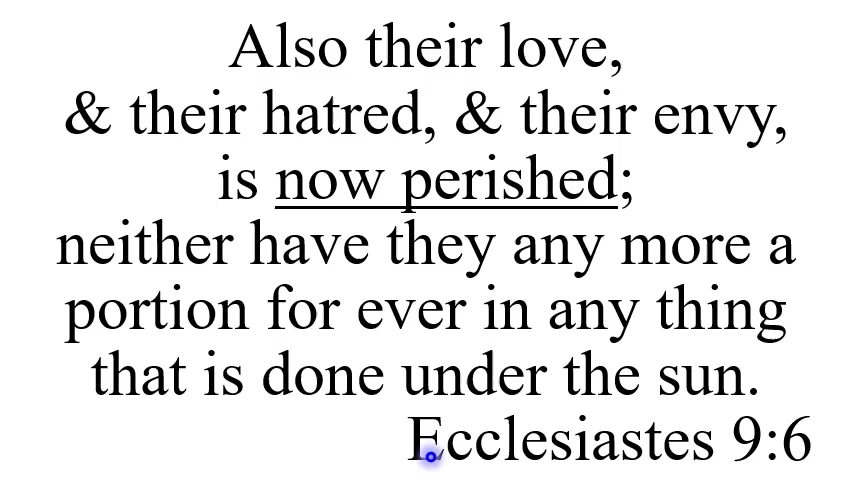 Also their love,
& their hatred, & their envy,
is now perished;
neither have they any more a
portion for ever in any thing
that is done under the sun.
Ecclesiastes 9:6